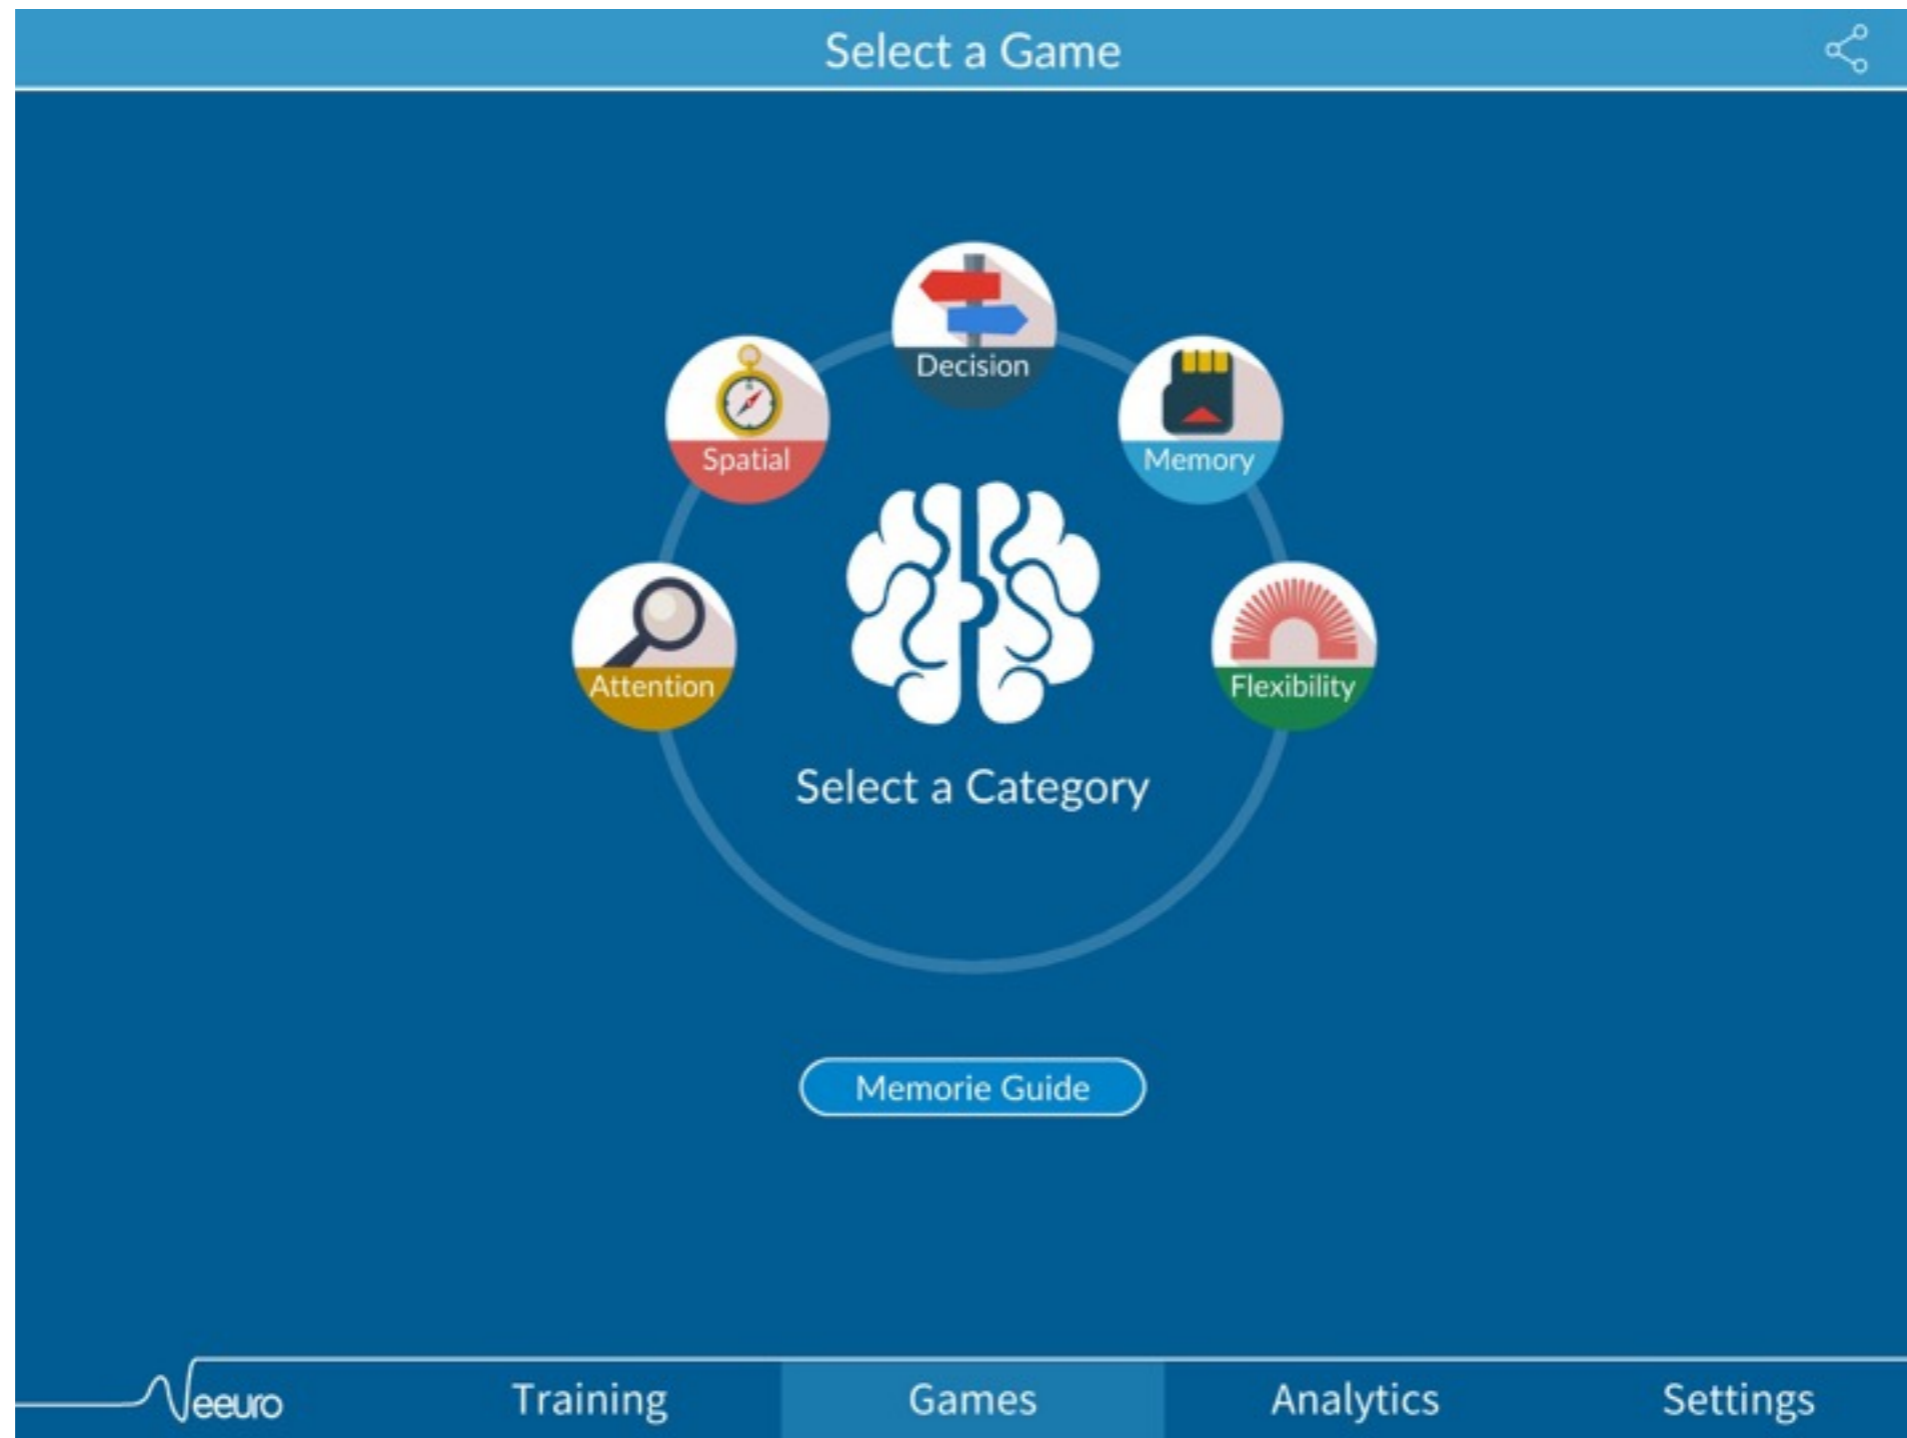 Select a Game
Decision
Spatial
Memory
Attention
Flexibility
Select a Category
Memorie Guide
Neeuro
Training
Games
Analytics
Settings